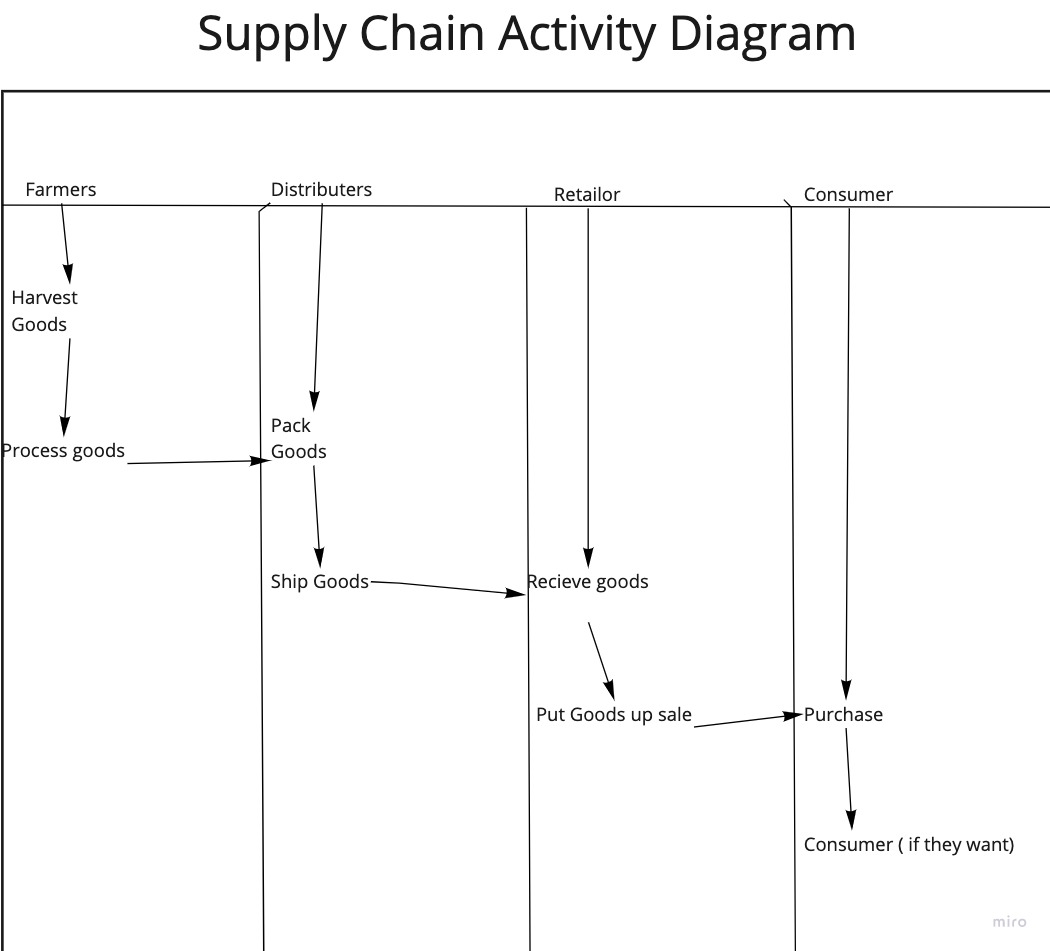 Supply Chain Activity Diagram
Farmers
Distributers
Retailor
Consumer
Harvest
Goods
Pack
Goods
Process goods
Ship Goods
Recieve goods
Put Goods up sale
Purchase
Consumer ( if they want)
miro